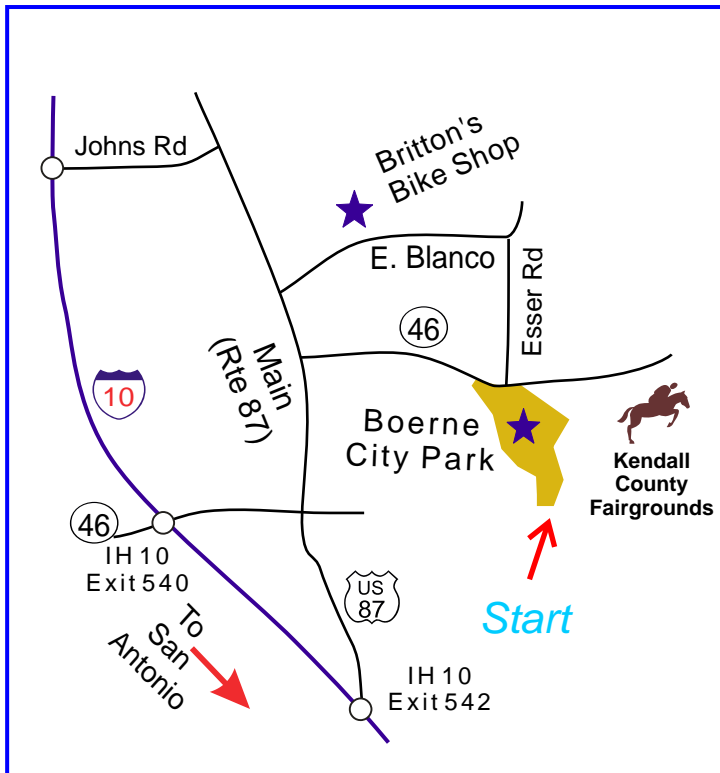 Johns Rd
Britton's
Bike Shop
E. Blanco
Esser Rd
46
Main
(Rte 87)
10
Boerne
City Park
Kendall
County
Fairgrounds
46
IH 10
Exit 540
US
87
Start
To
San
Antonio
IH 10
Exit 542